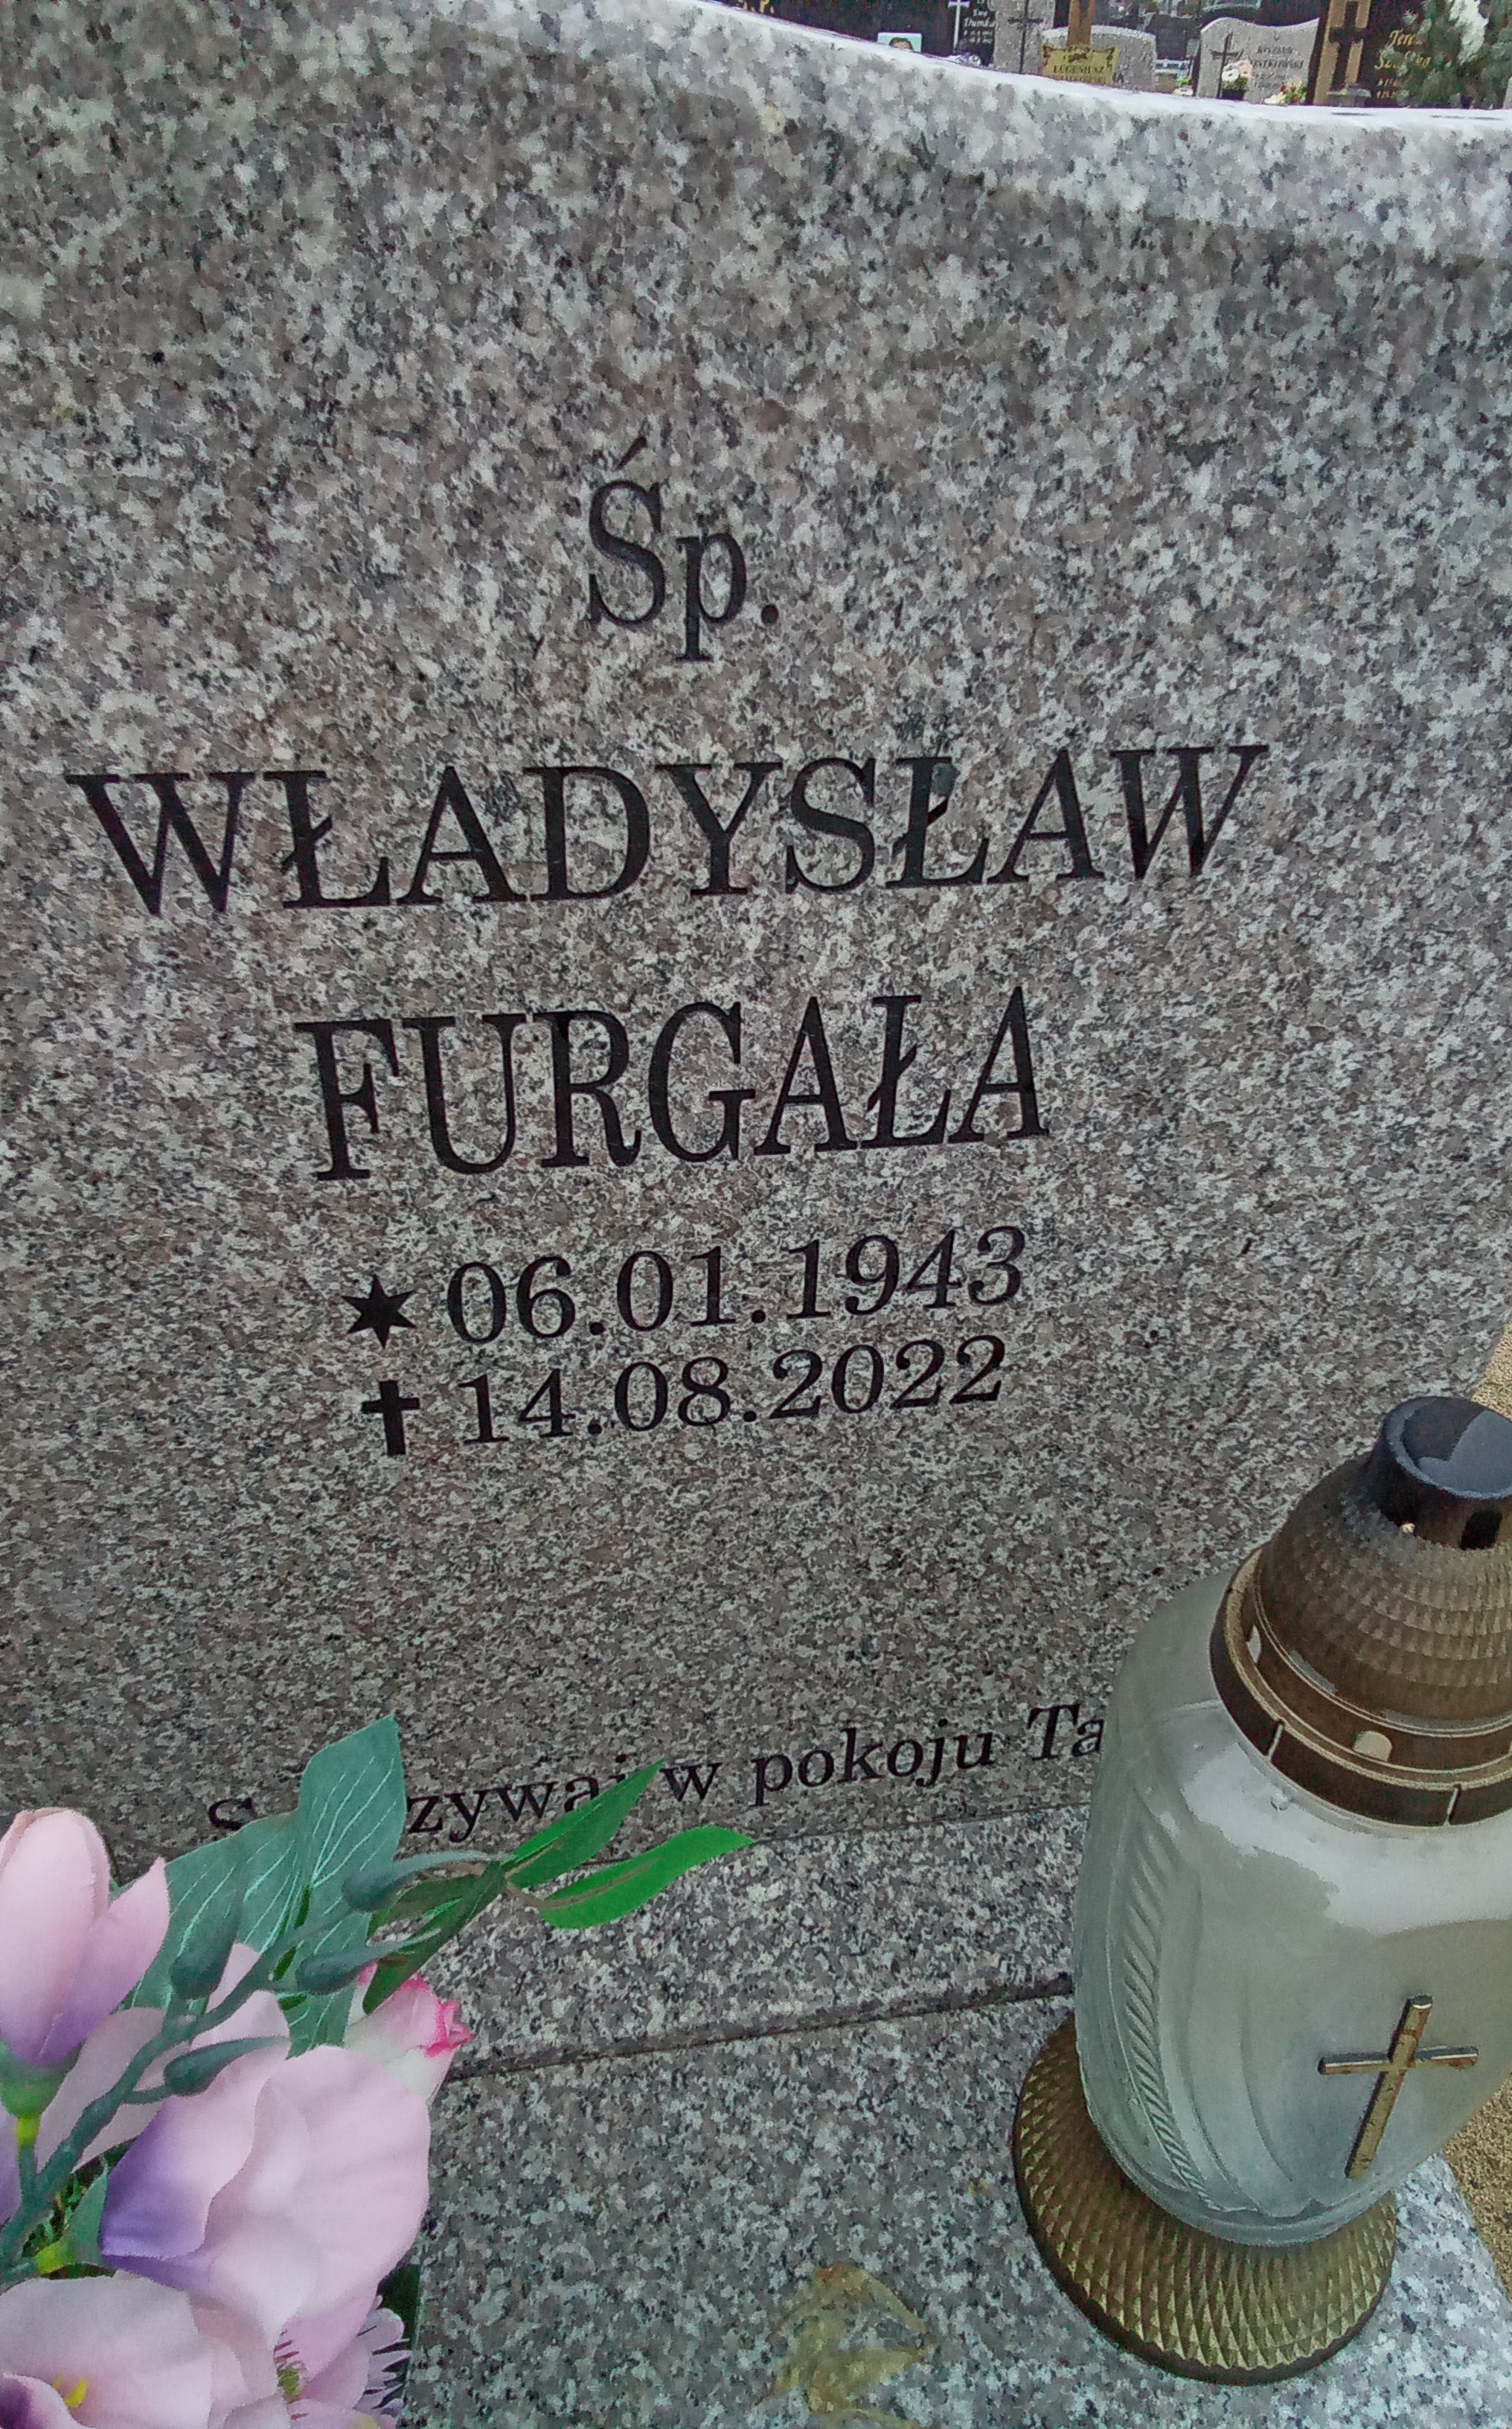 Śp.
WŁADYSŁAW
FURGAŁA
✶ 06.01.1943
✝ 14.08.2022
w pokoju